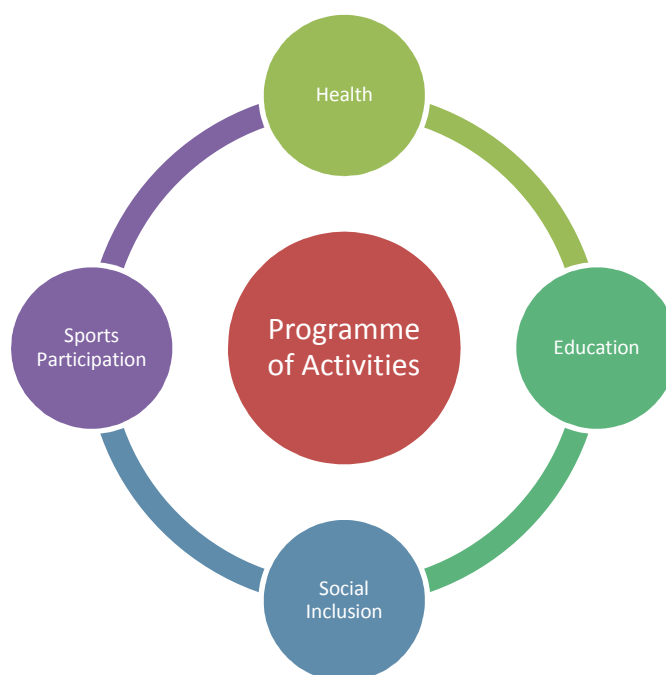 Health
Sports
Participation
Programme
of Activities
Education
Social
Inclusion